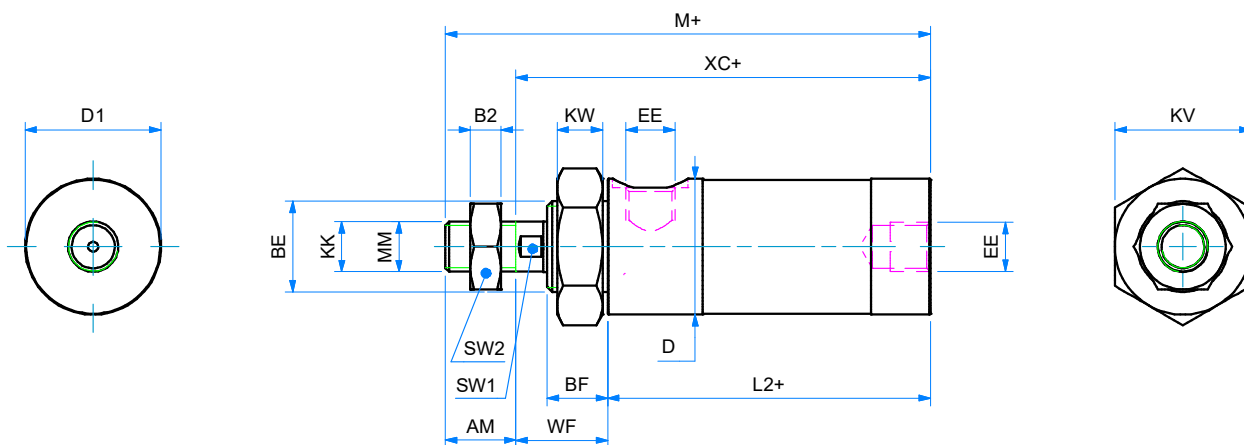 M+
XC+
D1
B2
KW
EE
KV
BE
KK
MM
EE
SW2
D
SW1
BF
L2+
AM
WF